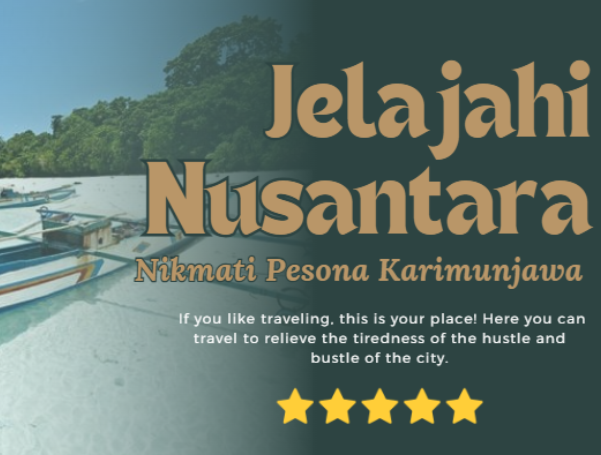 Jelajahi
Nusantara
Nikmati Pesona Karimunjawa
If you like traveling, this is your place! Here you can
travel to relieve the tiredness of the hustle and
bustle of the city.